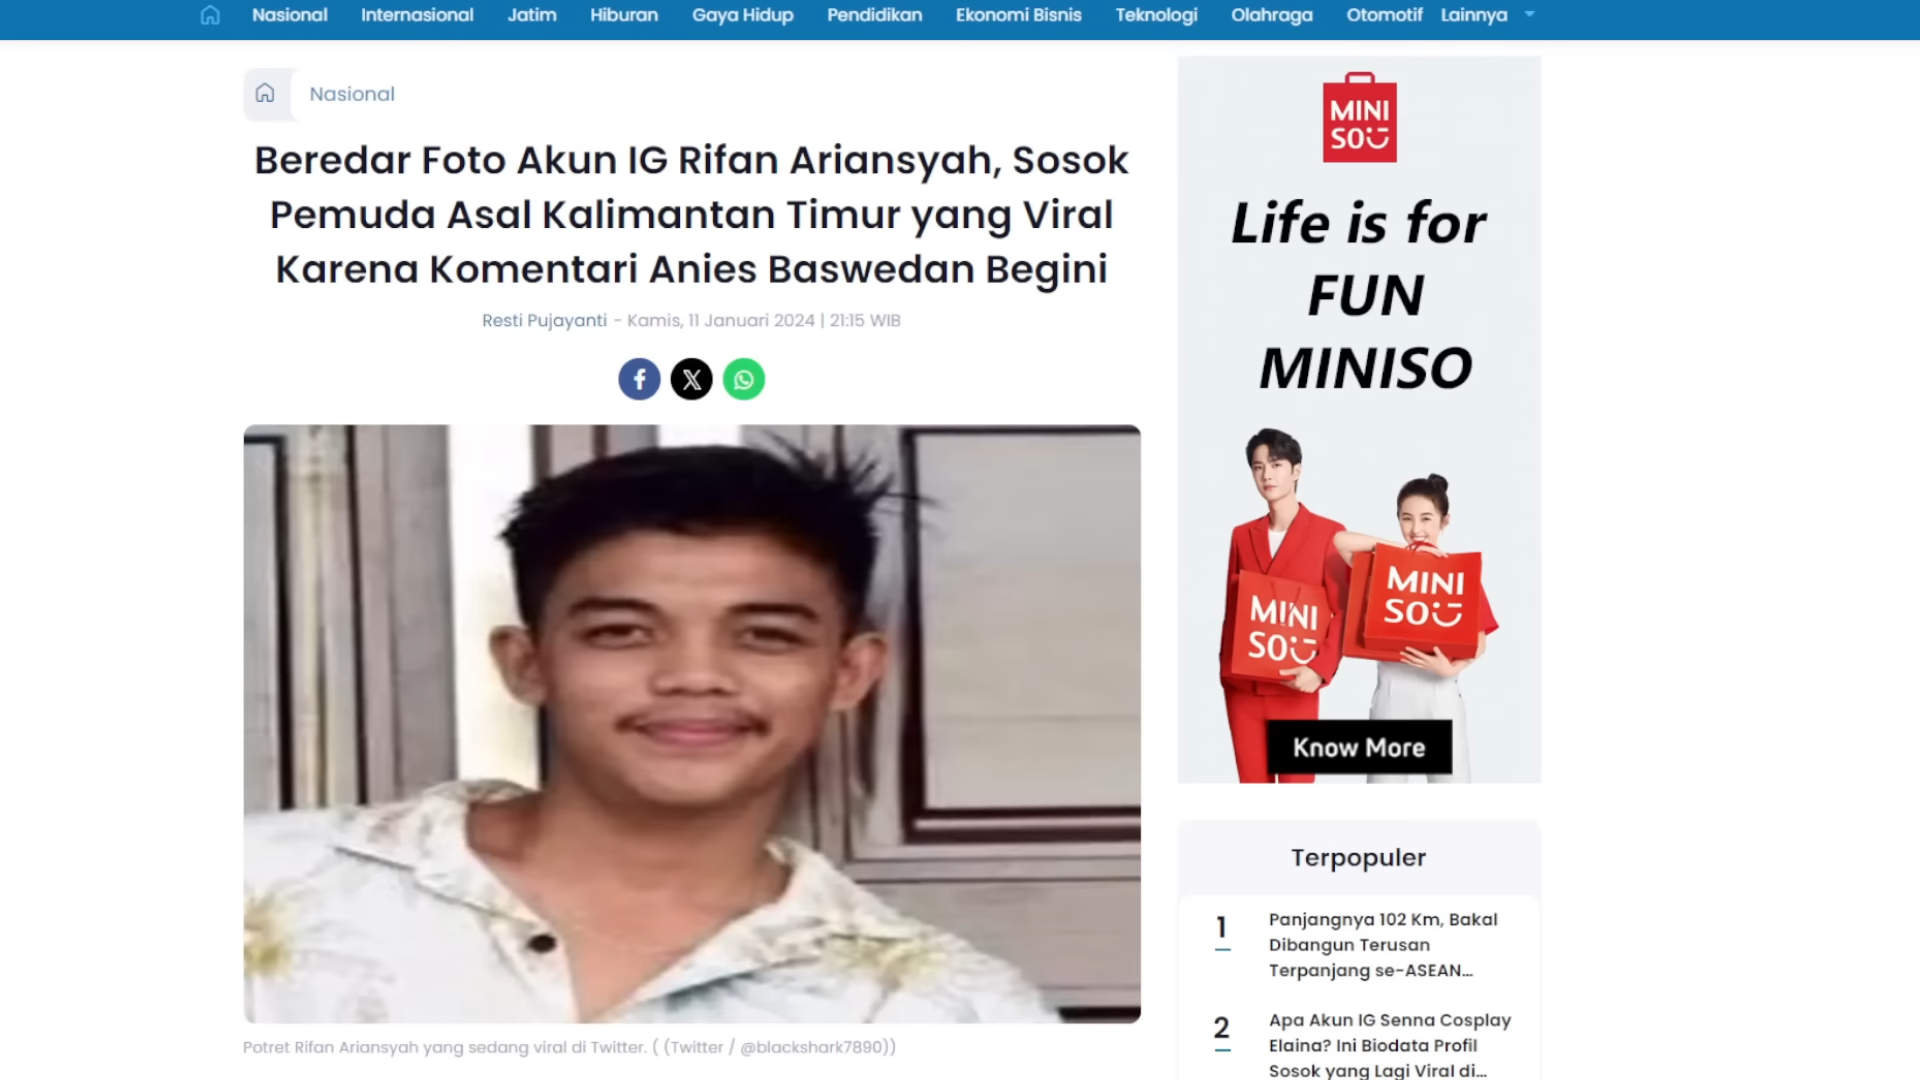 Nasional Internasional Jatim Hiburan Gaya Hidup Pendidikan Ekonomi Bisnis Teknologi Olahraga Otomotif Lainnya
Nasional
Beredar Foto Akun IG Rifan Ariansyah, Sosok
Pemuda Asal Kalimantan Timur yang Viral
Karena Komentari Anies Baswedan Begini
Resti Pujayanti - Kamis, 11 Januari 2024 | 21:15 WIB
Potret Rifan Ariansyah yang sedang viral di Twitter. ( (Twitter / @blackshark7890))
MINI
SO
Life is for
FUN
MINISO
MINI
SO
MINI
SO
Know More
Terpopuler
1
Panjangnya 102 Km, Bakal
Dibangun Terusan
Terpanjang se-ASEAN...
2
Apa Akun IG Senna Cosplay
Elaina? Ini Biodata Profil
Sosok yang Lagi Viral di...